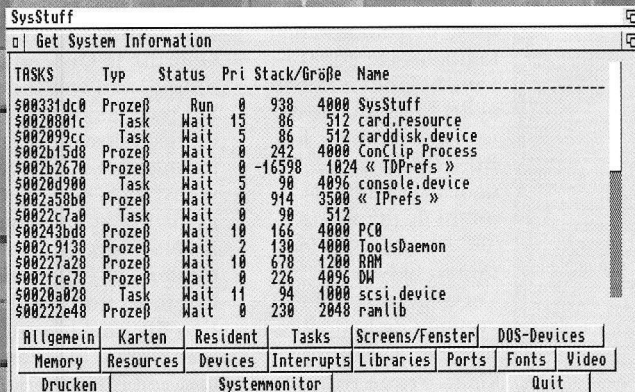 SysStuff
Get System Information
TASKS Typ Status Pri Stack/Größe Name
$00331dc0 Prozeß Run 0 938 4000 SysStuff
$0020801c Task Wait 15 86 512 card.resource
$002099cc Task Wait 5 86 512 carddisk.device
$002b15d8 Prozeß Wait 0 242 4000 ConClip Process
$002b2670 Prozeß Wait 0 -16598 1024 « TDPrefs »
$0020d900 Task Wait 5 90 4096 console.device
$002a58b0 Prozeß Wait 0 914 3500 « IPrefs »
$0022c7a0 Task Wait 0 90 512
$00243bd8 Prozeß Wait 10 166 4000 PC0
$002c9138 Prozeß Wait 2 130 4000 ToolsDaemon
$00227a28 Prozeß Wait 10 678 1200 RAM
$002fce78 Prozeß Wait 0 226 4096 DW
$0020a028 Task Wait 11 94 1000 scsi.device
$00222e48 Prozeß Wait 0 230 2048 ramlib
Allgemein Karten Resident Tasks Screens/Fenster DOS-Devices
Memory Resources Devices Interrupts Libraries Ports Fonts Video
Drucken Systemmonitor Quit